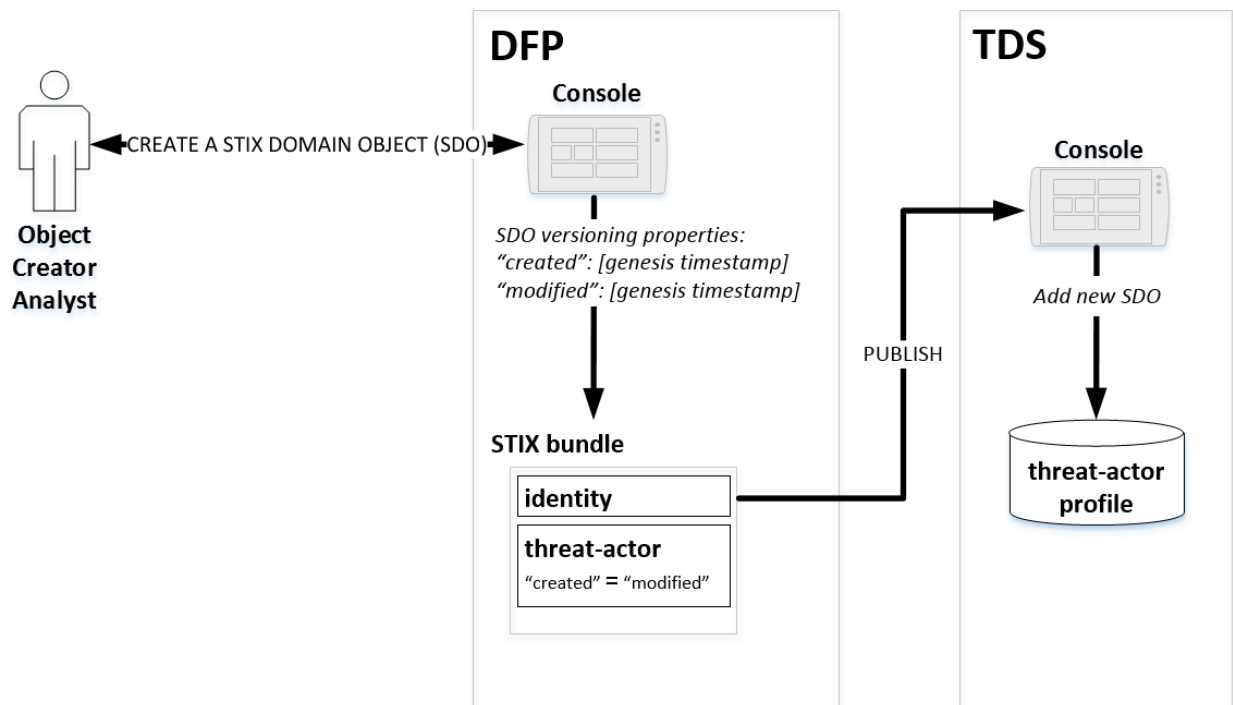 DFP
TDS
Console
CREATE A STIX DOMAIN OBJECT (SDO)
Console
Object
Creator
Analyst
SDO versioning properties:
“created”: [genesis timestamp]
“modified”: [genesis timestamp]
Add new SDO
PUBLISH
STIX bundle
identity
threat-actor
“created” = “modified”
threat-actor
profile